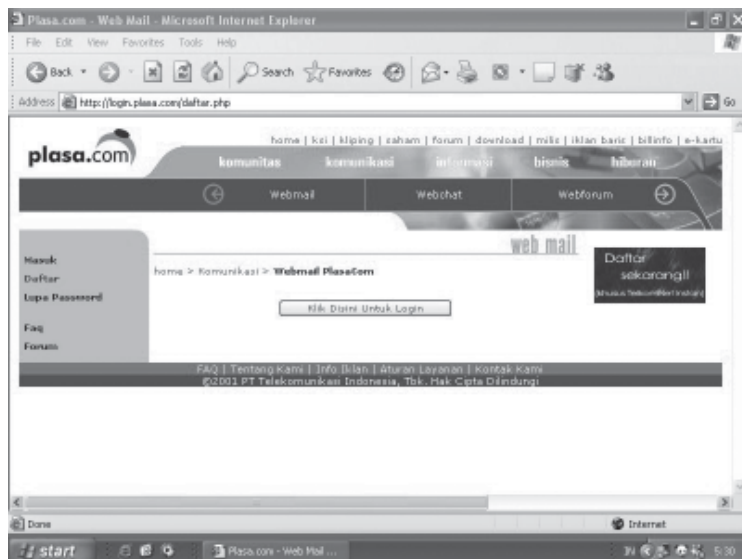 Plasa.com - Web Mail - Microsoft Internet Explorer
File Edit View Favorites Tools Help
Back Search Favorites
Address http://login.plasa.com/daftar.php Go
plasa.com
home | ksi | kliping | saham | forum | download | milis | iklan baris | billinfo | e-kartu
komunitas komunikasi informasi bisnis hiburan
Webmail Webchat Webforum
web mail
Masuk
Daftar
Lupa Password
Faq
Forum
home > Komunikasi > Webmail PlasaCom
Klik Disini Untuk Login
Daftar
sekarang!!
FAQ | Tentang Kami | Info Iklan | Aturan Layanan | Kontak Kami
©2001 PT Telekomunikasi Indonesia, Tbk. Hak Cipta Dilindungi
Done Internet
start Plasa.com - Web Mail ... IN 5:30